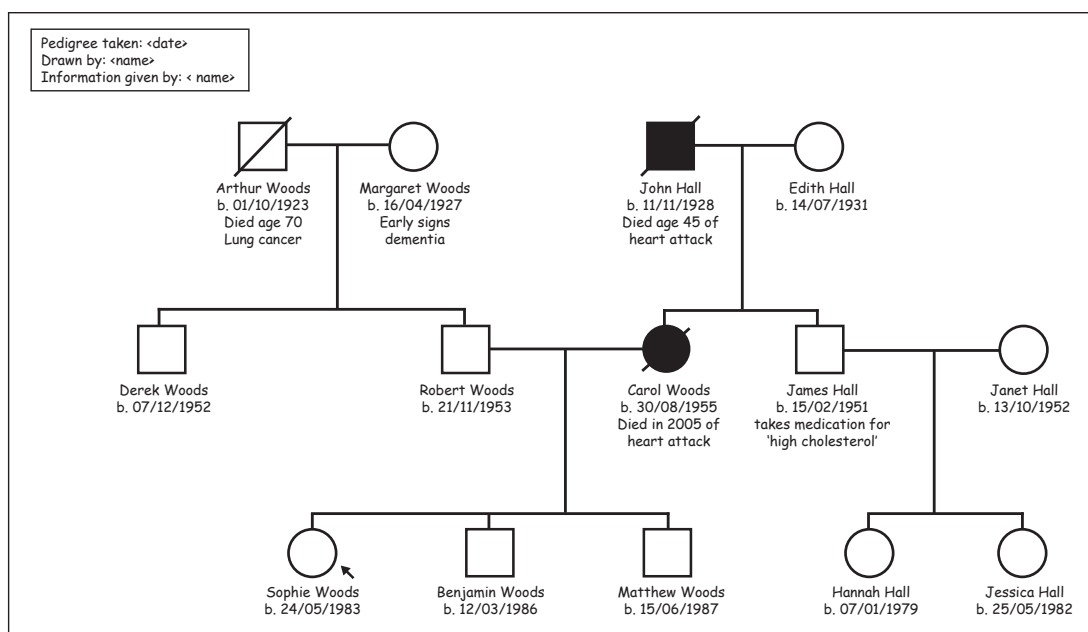 Pedigree taken: <date>
Drawn by: <name>
Information given by: < name>
Arthur Woods
b. 01/10/1923
Died age 70
Lung cancer
Margaret Woods
b. 16/04/1927
Early signs
dementia
John Hall
b. 11/11/1928
Died age 45 of
heart attack
Edith Hall
b. 14/07/1931
Derek Woods
b. 07/12/1952
Robert Woods
b. 21/11/1953
Carol Woods
b. 30/08/1955
Died in 2005 of
heart attack
James Hall
b. 15/02/1951
takes medication for
‘high cholesterol’
Janet Hall
b. 13/10/1952
Sophie Woods
b. 24/05/1983
Benjamin Woods
b. 12/03/1986
Matthew Woods
b. 15/06/1987
Hannah Hall
b. 07/01/1979
Jessica Hall
b. 25/05/1982